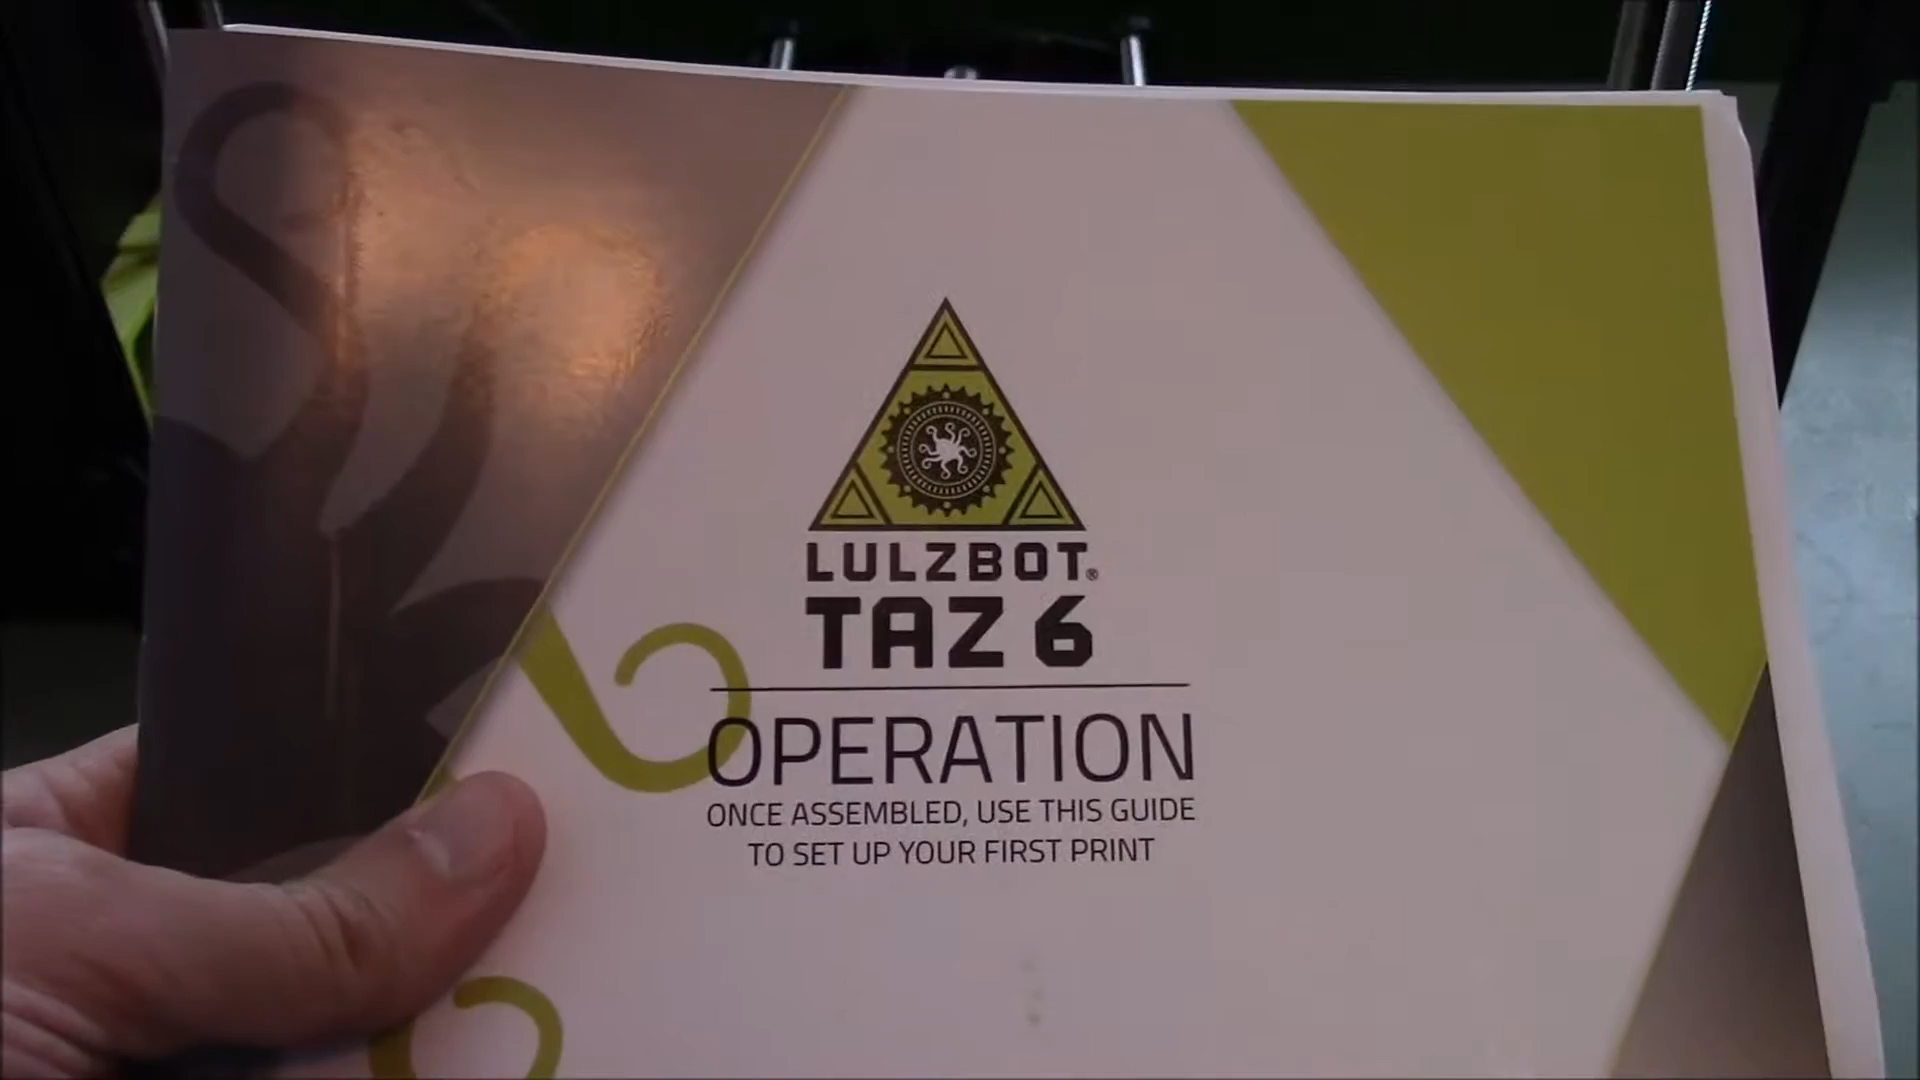 LULZBOT®
TAZ 6
OPERATION
ONCE ASSEMBLED, USE THIS GUIDE
TO SET UP YOUR FIRST PRINT